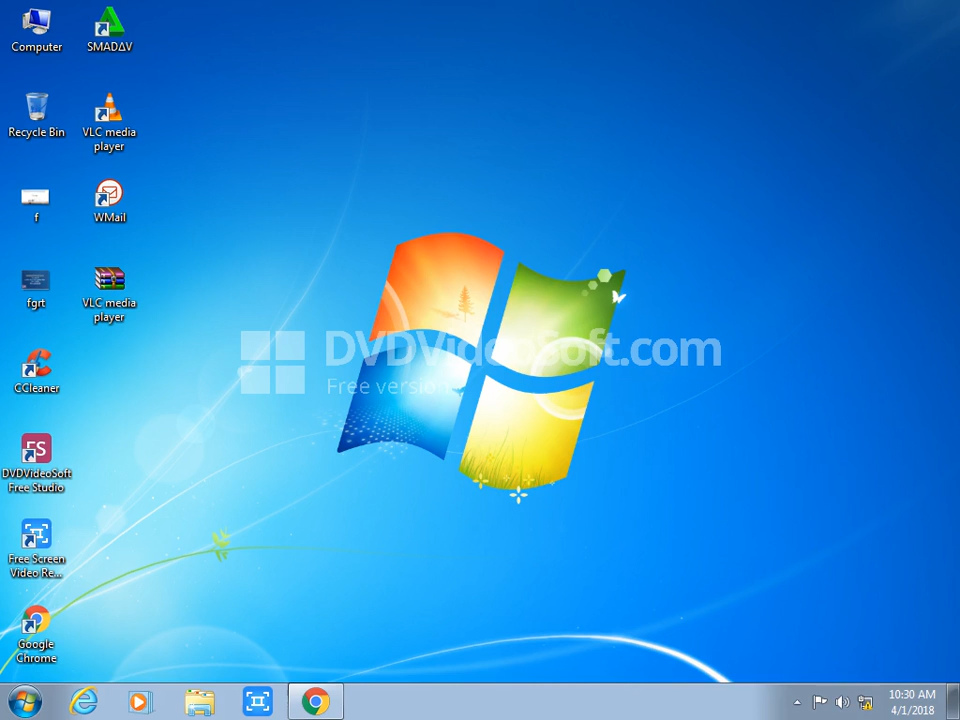 Computer
SMADΔV
Recycle Bin
VLC media
player
f
WMail
fgrt
VLC media
player
DVDVideoSoft.com
Free version
CCleaner
FS
DVDVideoSoft
Free Studio
Free Screen
Video Re...
Google
Chrome
10:30 AM
4/1/2018